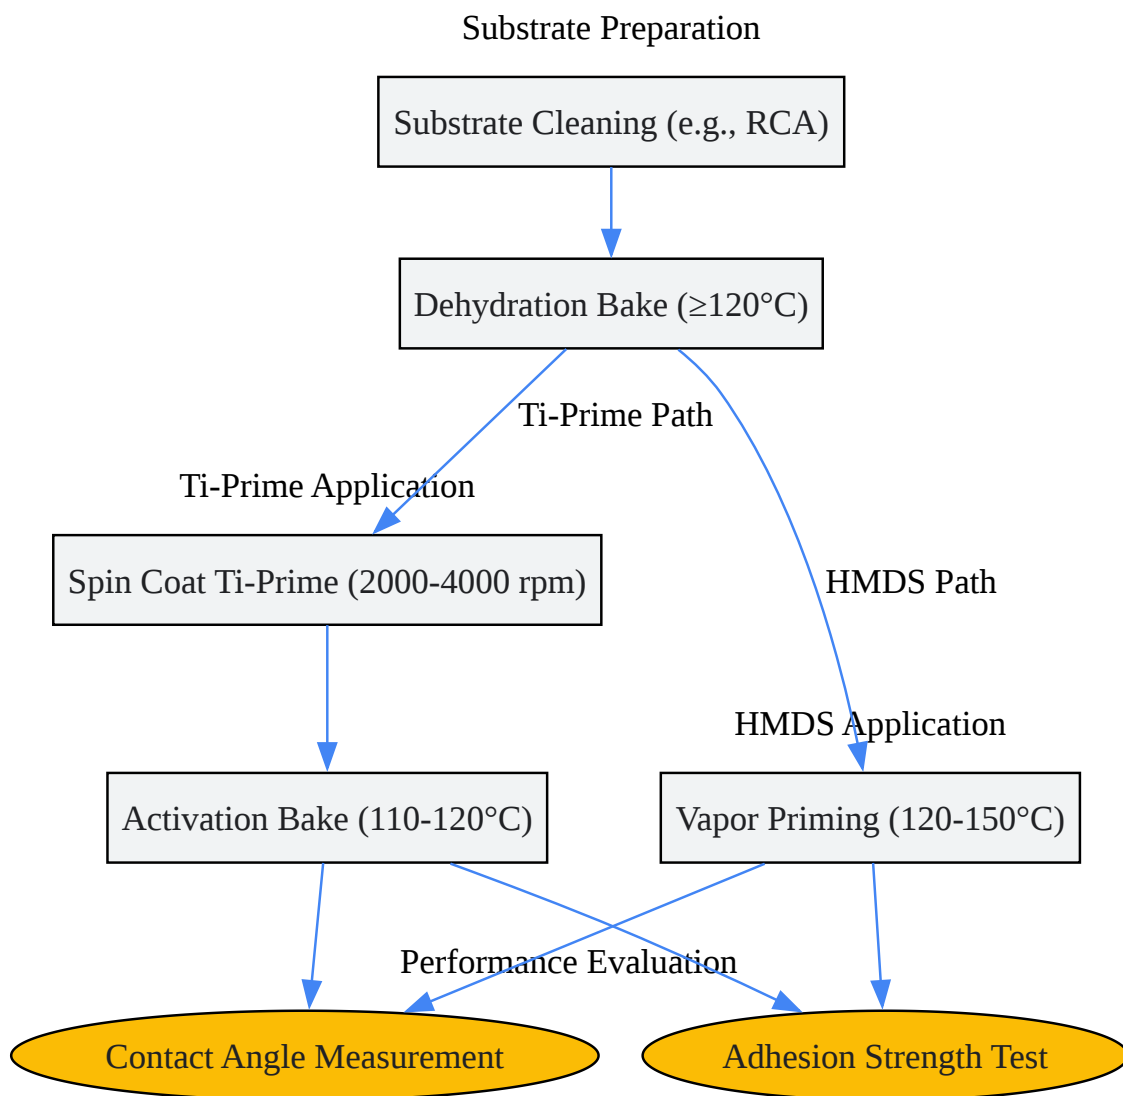 Substrate Preparation
Substrate Cleaning (e.g., RCA)
Dehydration Bake (≥120°C)
Ti-Prime Path
Ti-Prime Application
Spin Coat Ti-Prime (2000-4000 rpm)
HMDS Path
HMDS Application
Activation Bake (110-120°C)
Vapor Priming (120-150°C)
Performance Evaluation
Contact Angle Measurement
Adhesion Strength Test